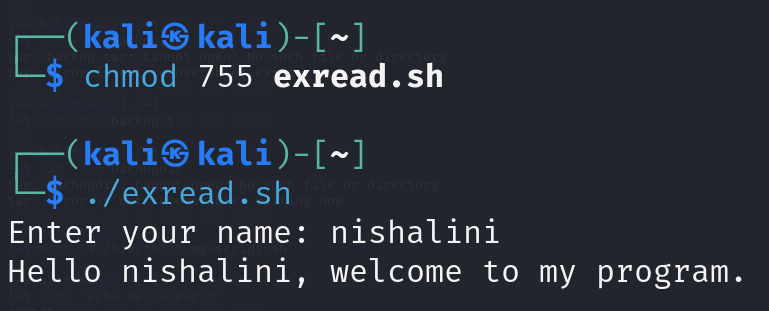 ┌──(kali㉿kali)-[~]
└─$ chmod 755 exread.sh
┌──(kali㉿kali)-[~]
└─$ ./exread.sh
Enter your name: nishalini
Hello nishalini, welcome to my program.